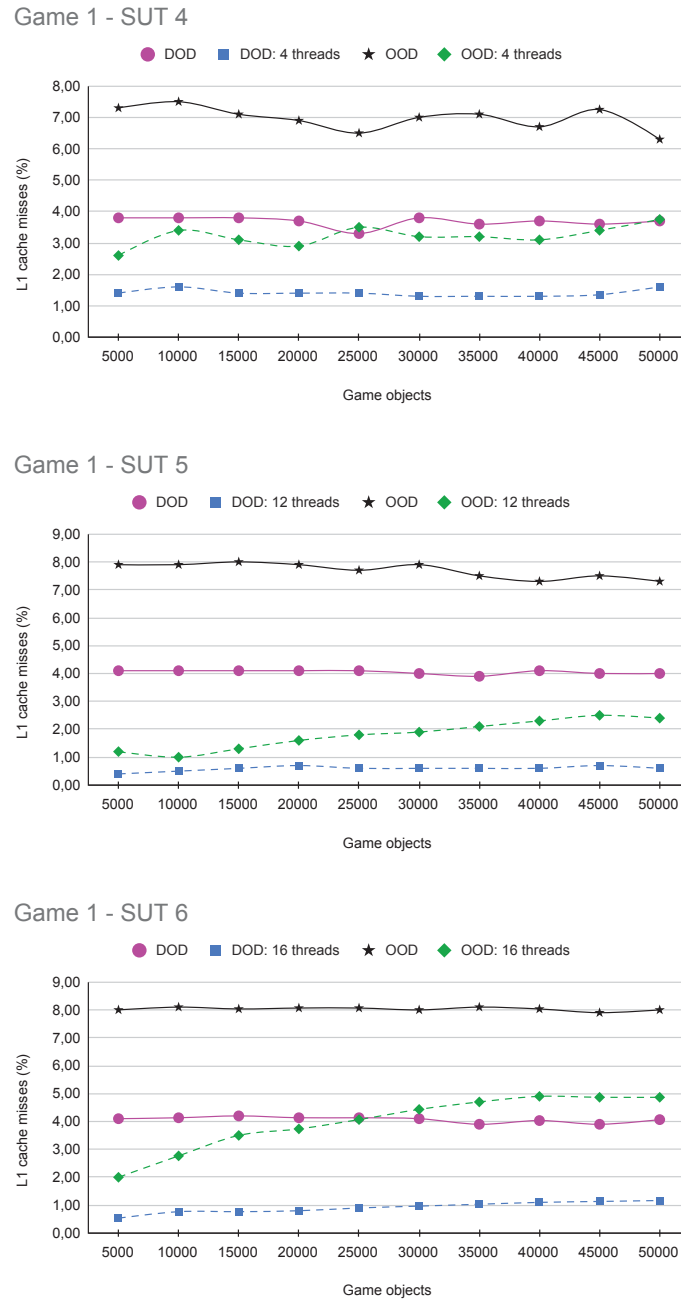 Game 1 - SUT 4
DOD DOD: 4 threads OOD OOD: 4 threads
8,00
7,00
6,00
5,00
4,00
3,00
2,00
1,00
0,00
L1 cache misses (%)
5000 10000 15000 20000 25000 30000 35000 40000 45000 50000
Game objects
Game 1 - SUT 5
DOD DOD: 12 threads OOD OOD: 12 threads
9,00
8,00
7,00
6,00
5,00
4,00
3,00
2,00
1,00
0,00
L1 cache misses (%)
5000 10000 15000 20000 25000 30000 35000 40000 45000 50000
Game objects
Game 1 - SUT 6
DOD DOD: 16 threads OOD OOD: 16 threads
9,00
8,00
7,00
6,00
5,00
4,00
3,00
2,00
1,00
0,00
L1 cache misses (%)
5000 10000 15000 20000 25000 30000 35000 40000 45000 50000
Game objects